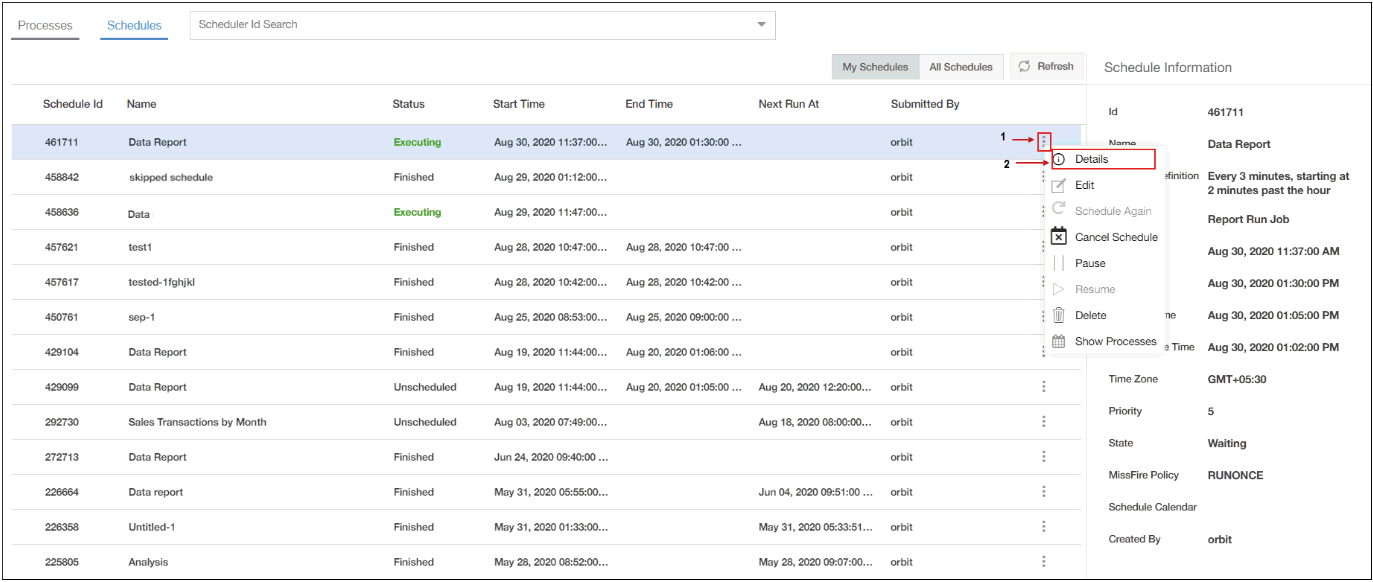 Processes Schedules Scheduler Id Search
My Schedules All Schedules Refresh Schedule Information
Schedule Id Name Status Start Time End Time Next Run At Submitted By
Id 461711
461711 Data Report Executing Aug 30, 2020 11:37:00... Aug 30, 2020 01:30:00 ... orbit 1 Name Data Report
2 Details
458842 skipped schedule Finished Aug 29, 2020 01:12:00... orbit efinition Every 3 minutes, starting at
Edit 2 minutes past the hour
458636 Data Executing Aug 29, 2020 11:47:00... orbit Schedule Again Report Run Job
457621 test1 Finished Aug 28, 2020 10:47:00... Aug 28, 2020 10:47:00 ... orbit Cancel Schedule Aug 30, 2020 11:37:00 AM
Pause
457617 tested-1fghjkl Finished Aug 28, 2020 10:42:00... Aug 28, 2020 10:42:00 ... orbit Resume Aug 30, 2020 01:30:00 PM
450761 sep-1 Finished Aug 25, 2020 08:53:00... Aug 25, 2020 09:00:00 ... orbit Delete me Aug 30, 2020 01:05:00 PM
Show Processes
429104 Data Report Finished Aug 19, 2020 11:44:00... Aug 20, 2020 01:06:00 ... orbit e Time Aug 30, 2020 01:02:00 PM
Time Zone GMT+05:30
429099 Data Report Unscheduled Aug 19, 2020 11:44:00... Aug 20, 2020 01:05:00 ... Aug 20, 2020 12:20:00... orbit
Priority 5
292730 Sales Transactions by Month Unscheduled Aug 03, 2020 07:49:00... Aug 18, 2020 08:00:00... orbit
State Waiting
272713 Data Report Finished Jun 24, 2020 09:40:00 ... orbit
MissFire Policy RUNONCE
226664 Data report Finished May 31, 2020 05:55:00... Jun 04, 2020 09:51:00 ... orbit
Schedule Calendar
226358 Untitled-1 Finished May 31, 2020 01:33:00... May 31, 2020 05:33:51... orbit
Created By orbit
225805 Analysis Finished May 28, 2020 08:52:00... May 28, 2020 09:07:00... orbit